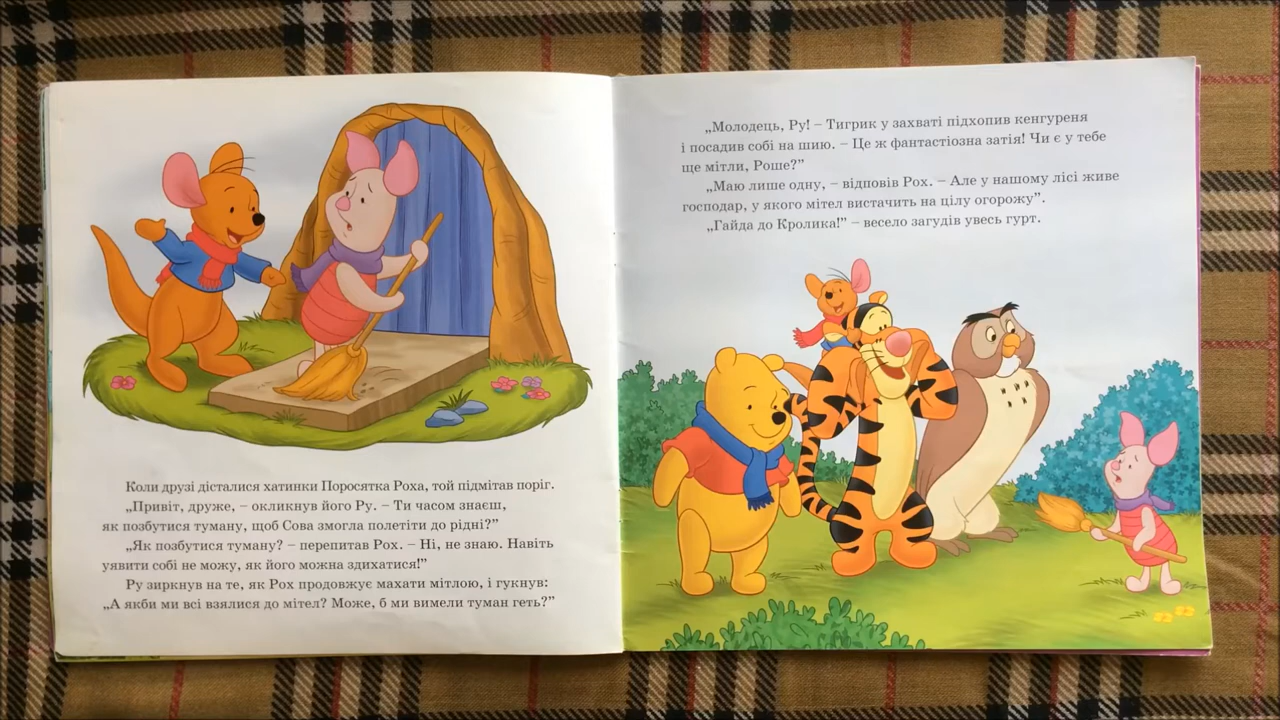 Коли друзі дісталися хатинки Поросятка Роха, той підмітав поріг.
„Привіт, друже, – окликнув його Ру. – Ти часом знаєш,
як позбутися туману, щоб Сова змогла полетіти до рідні?”
„Як позбутися туману? – перепитав Рох. – Ні, не знаю. Навіть
уявити собі не можу, як його можна здихатися!”
Ру зиркнув на те, як Рох продовжує махати мітлою, і гукнув:
„А якби ми всі взялися до мітел? Може, б ми вимели туман геть?”
„Молодець, Ру! – Тигрик у захваті підхопив кенгуреня
і посадив собі на шию. – Це ж фантастіозна затія! Чи є у тебе
ще мітли, Роше?”
„Маю лише одну, – відповів Рох. – Але у нашому лісі живе
господар, у якого мітел вистачить на цілу огорожу”.
„Гайда до Кролика!” – весело загудів увесь гурт.